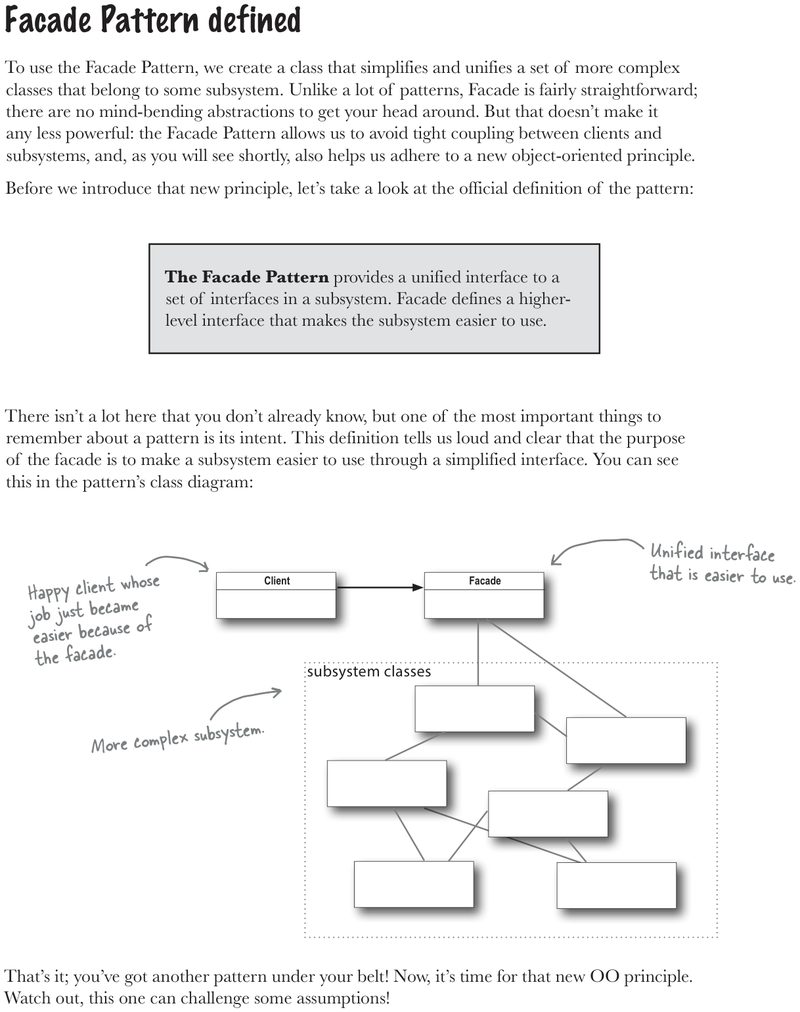 Facade Pattern defined
To use the Facade Pattern, we create a class that simplifies and unifies a set of more complex
classes that belong to some subsystem. Unlike a lot of patterns, Facade is fairly straightforward;
there are no mind-bending abstractions to get your head around. But that doesn’t make it
any less powerful: the Facade Pattern allows us to avoid tight coupling between clients and
subsystems, and, as you will see shortly, also helps us adhere to a new object-oriented principle.
Before we introduce that new principle, let’s take a look at the official definition of the pattern:
The Facade Pattern provides a unified interface to a
set of interfaces in a subsystem. Facade defines a higher-
level interface that makes the subsystem easier to use.
There isn’t a lot here that you don’t already know, but one of the most important things to
remember about a pattern is its intent. This definition tells us loud and clear that the purpose
of the facade is to make a subsystem easier to use through a simplified interface. You can see
this in the pattern’s class diagram:
Happy client whose
job just became
easier because of
the facade.
Client
Facade
Unified interface
that is easier to use.
subsystem classes
More complex subsystem.
That’s it; you’ve got another pattern under your belt! Now, it’s time for that new OO principle.
Watch out, this one can challenge some assumptions!